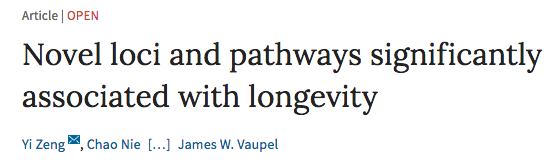 Article | OPEN
Novel loci and pathways significantly
associated with longevity
Yi Zeng, Chao Nie […] James W. Vaupel